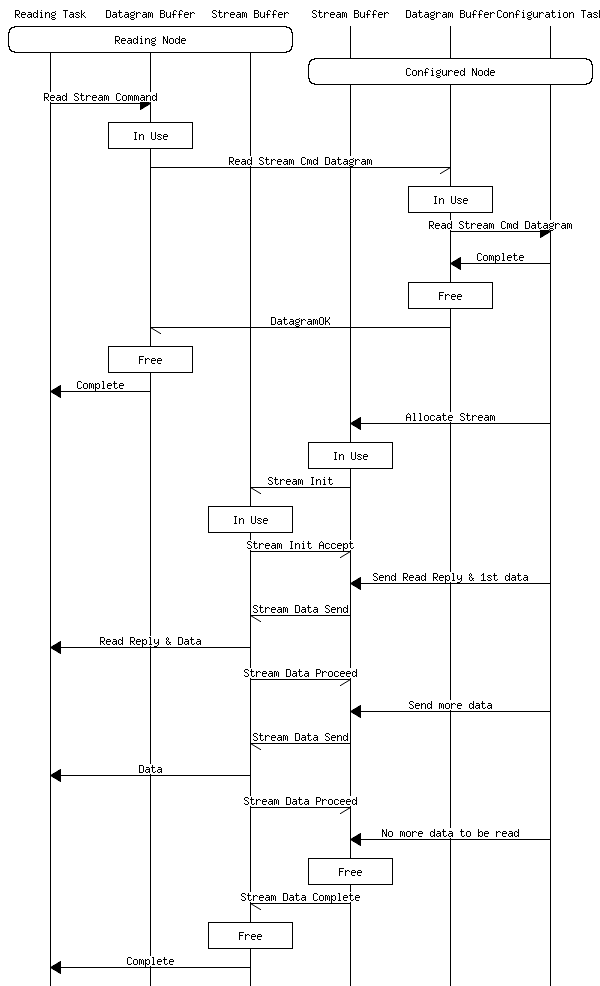 Reading Task Datagram Buffer Stream Buffer Stream Buffer Datagram Buffer Configuration Task
Reading Node
Configured Node
Read Stream Command
In Use
Read Stream Cmd Datagram
In Use
Read Stream Cmd Datagram
Complete
Free
DatagramOK
Free
Complete
Allocate Stream
In Use
Stream Init
In Use
Stream Init Accept
Send Read Reply & 1st data
Stream Data Send
Read Reply & Data
Stream Data Proceed
Send more data
Stream Data Send
Data
Stream Data Proceed
No more data to be read
Free
Stream Data Complete
Free
Complete